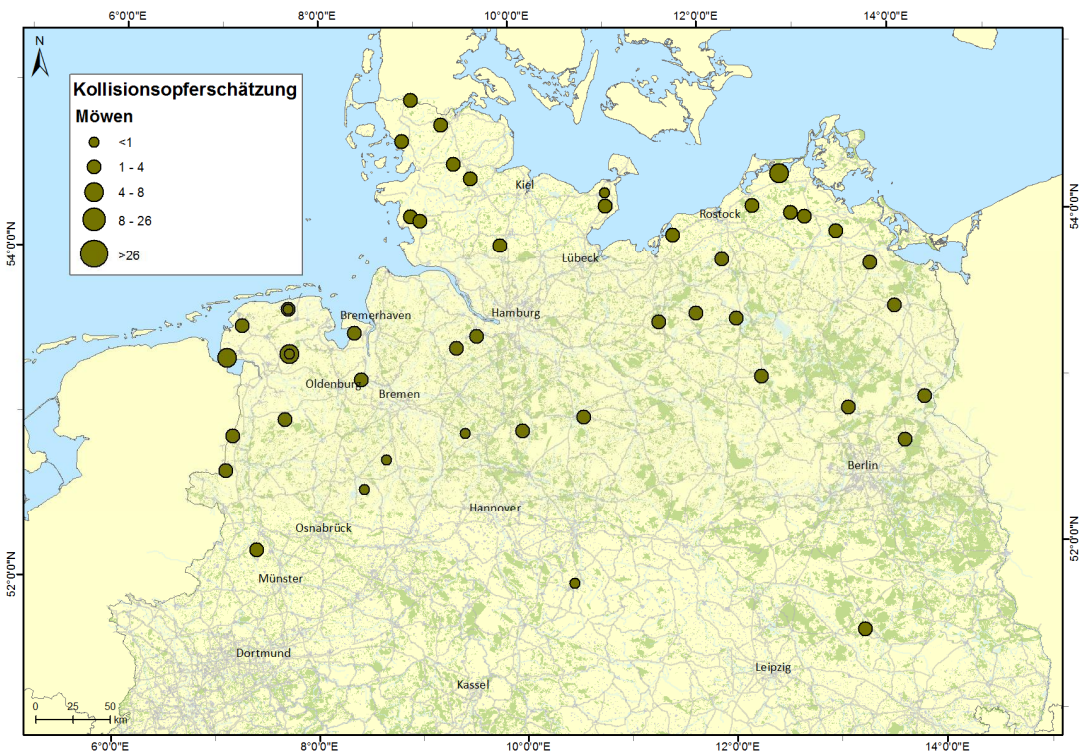 6°0'0"E 8°0'0"E 10°0'0"E 12°0'0"E 14°0'0"E
N
Kollisionsopferschätzung
Möwen
<1
1 - 4
4 - 8
8 - 26
>26
Kiel
Rostock
54°0'0"N
54°0'0"N
Lübeck
Bremerhaven
Hamburg
Oldenburg
Bremen
Berlin
Hannover
Osnabrück
52°0'0"N
52°0'0"N
Münster
Dortmund
Leipzig
Kassel
0 25 50
km
6°0'0"E 8°0'0"E 10°0'0"E 12°0'0"E 14°0'0"E